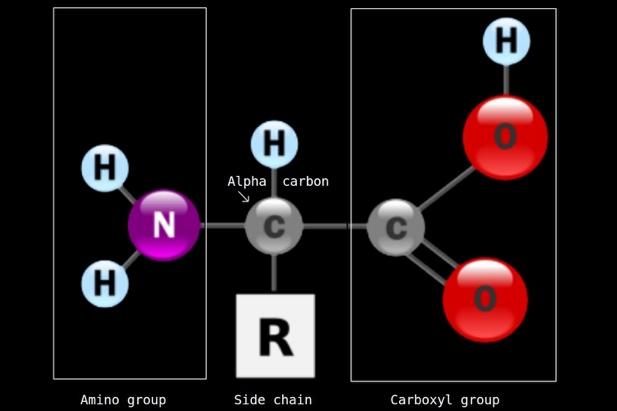 H
O
H
H
Alpha carbon
N
C
C
H
O
R
Amino group
Side chain
Carboxyl group